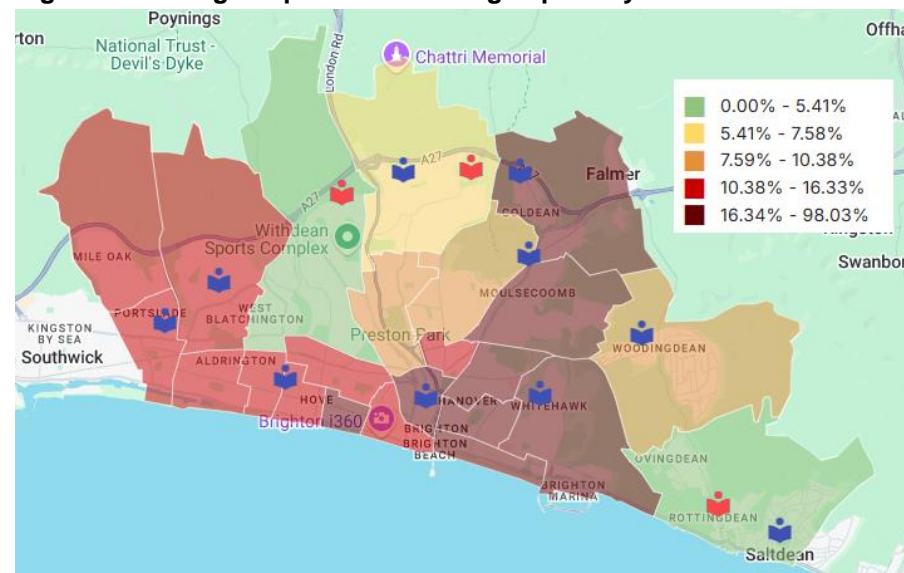 Poynings
Offha
rton
National Trust -
Devil's Dyke
London Rd
Chattri Memorial
0.00% - 5.41%
5.41% - 7.58%
7.59% - 10.38%
10.38% - 16.33%
16.34% - 98.03%
A27
Falmer
A27
COLDEAN
Withdean
Sports Complex
MILE OAK
Swanbor
MOULSECOOMB
PORTSLADE
WEST
BLATCHINGTON
KINGSTON
BY SEA
Southwick
Preston Park
WOODINGDEAN
ALDRINGTON
HOVE
HANOVER
WHITEHAWK
Brighton i360
BRIGHTON
BRIGHTON
BEACH
OVINGDEAN
BRIGHTON
MARINA
ROTTINGDEAN
Saltdean